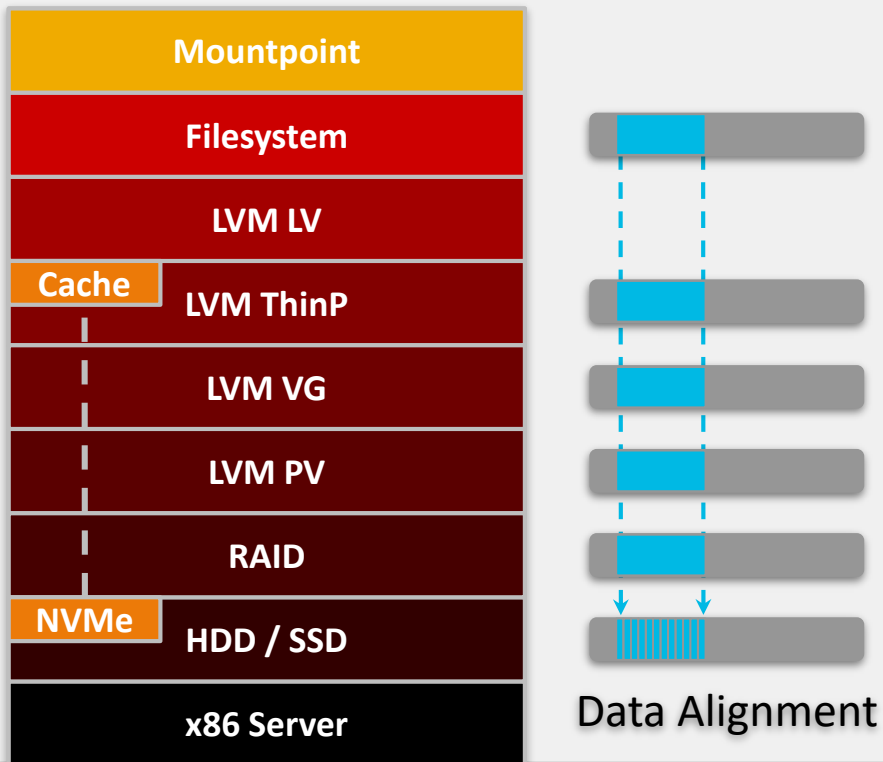 Mountpoint
Filesystem
LVM LV
Cache
LVM ThinP
LVM VG
LVM PV
RAID
NVMe
HDD / SSD
x86 Server
Data Alignment